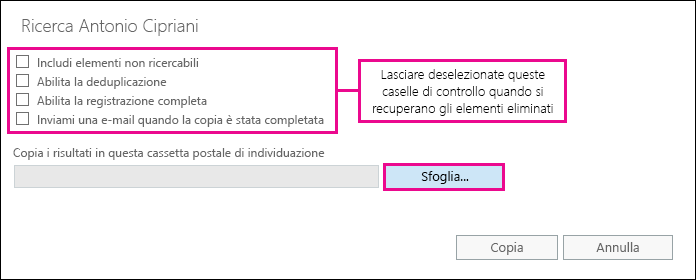 Ricerca Antonio Cipriani
Includi elementi non ricercabili
Abilita la deduplicazione
Abilita la registrazione completa
Inviami una e-mail quando la copia è stata completata
Lasciare deselezionate queste
caselle di controllo quando si
recuperano gli elementi eliminati
Copia i risultati in questa cassetta postale di individuazione
Sfoglia...
Copia
Annulla